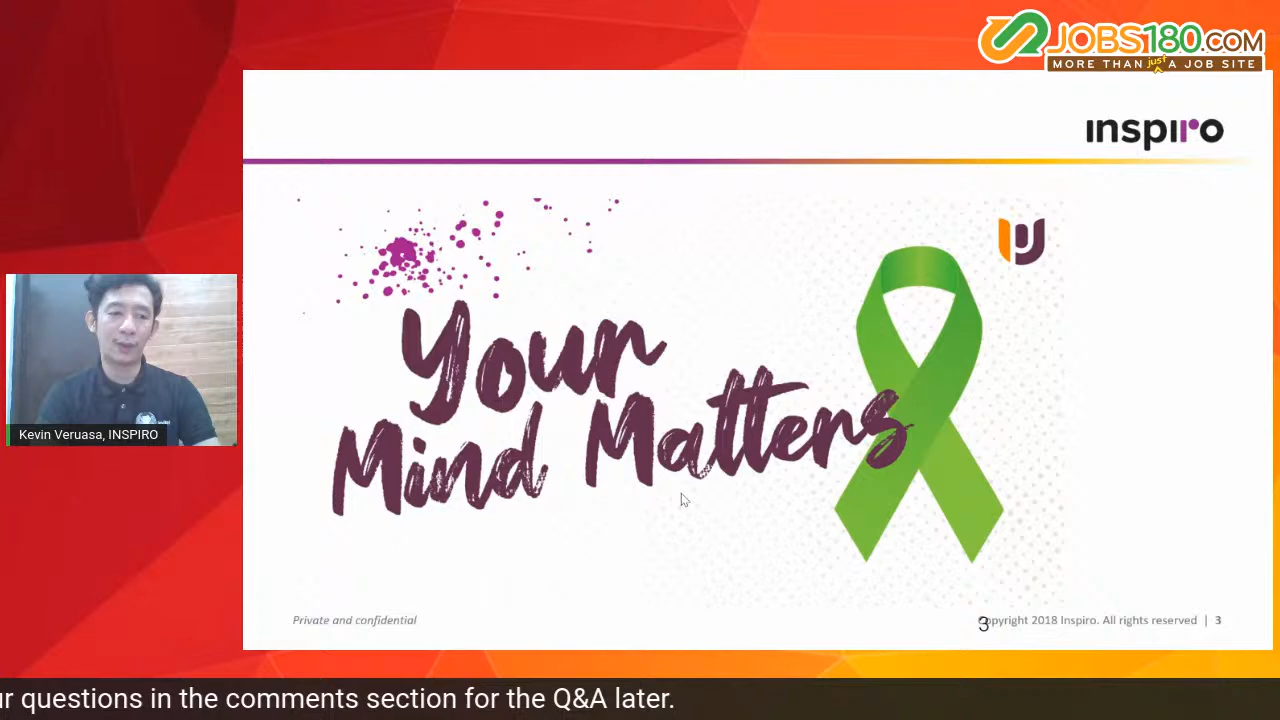 JOBS180.COM
MORE THAN just A JOB SITE
inspiro
Your
Mind Matters
Kevin Veruasa, INSPIRO
Private and confidential
3
opyright 2018 Inspiro. All rights reserved | 3
ur questions in the comments section for the Q&A later.